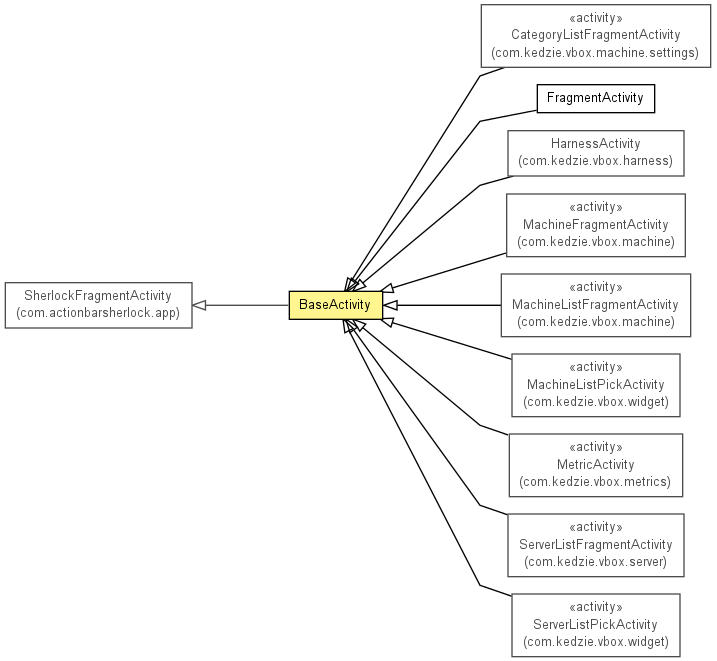 «activity»
CategoryListFragmentActivity
(com.kedzie.vbox.machine.settings)
FragmentActivity
HarnessActivity
(com.kedzie.vbox.harness)
«activity»
MachineFragmentActivity
(com.kedzie.vbox.machine)
SherlockFragmentActivity
(com.actionbarsherlock.app)
BaseActivity
«activity»
MachineListFragmentActivity
(com.kedzie.vbox.machine)
«activity»
MachineListPickActivity
(com.kedzie.vbox.widget)
«activity»
MetricActivity
(com.kedzie.vbox.metrics)
«activity»
ServerListFragmentActivity
(com.kedzie.vbox.server)
«activity»
ServerListPickActivity
(com.kedzie.vbox.widget)